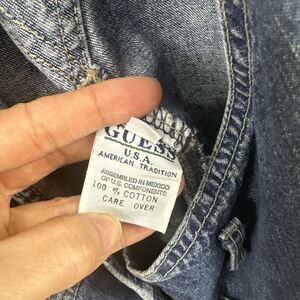 GUESS
U.S.A.
AMERICAN TRADITION
ASSEMBLED IN MEXICO
OF U.S. COMPONENTS
100 % COTTON
CARE OVER